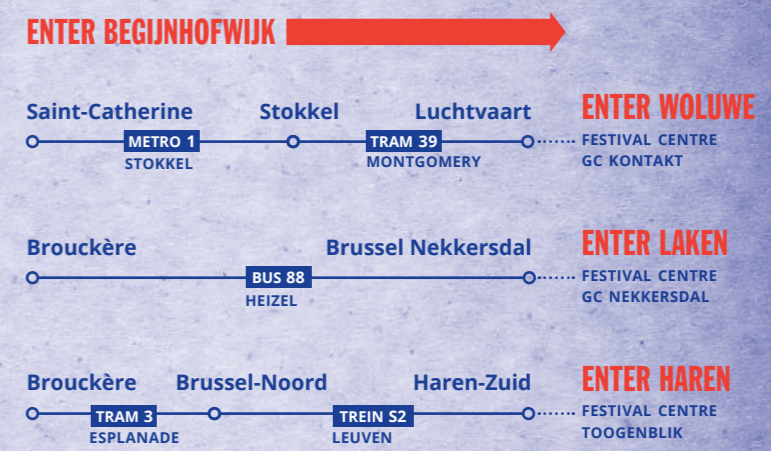 ENTER BEGIJNHOFWIJK
Saint-Catherine Stokkel Luchtvaart ENTER WOLUWE
METRO 1 TRAM 39 FESTIVAL CENTRE
STOKKEL MONTGOMERY GC KONTAKT
Brouckère Brussel Nekkersdal ENTER LAKEN
BUS 88 FESTIVAL CENTRE
HEIZEL GC NEKKERSDAL
Brouckère Brussel-Noord Haren-Zuid ENTER HAREN
TRAM 3 TREIN S2 FESTIVAL CENTRE
ESPLANADE LEUVEN TOOGENBLIK